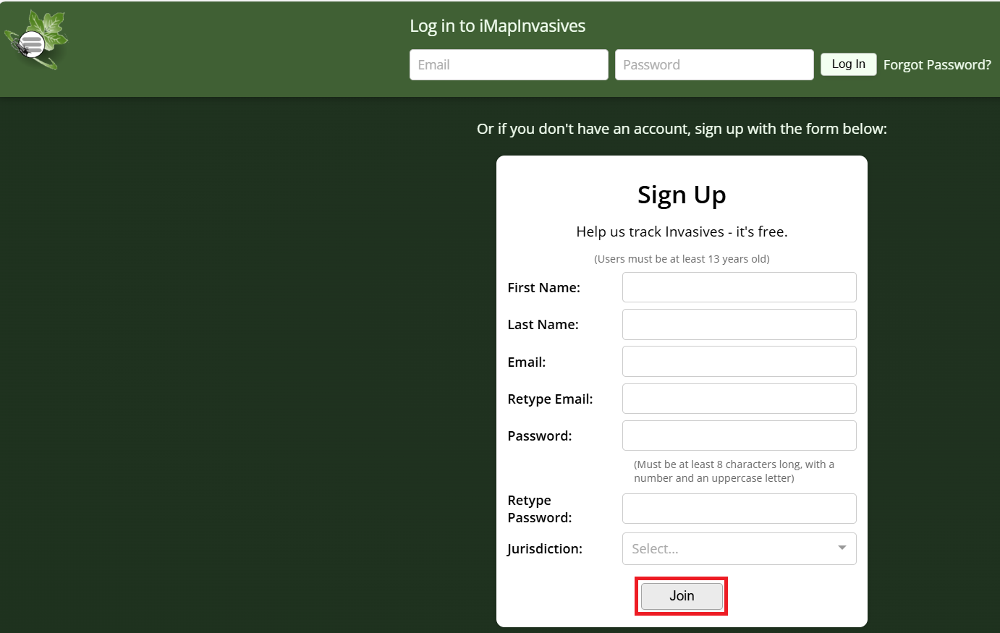 Log in to iMapInvasives
Email
Password
Log In
Forgot Password?
Or if you don't have an account, sign up with the form below:
Sign Up
Help us track Invasives - it's free.
(Users must be at least 13 years old)
First Name:
Last Name:
Email:
Retype Email:
Password:
(Must be at least 8 characters long, with a
number and an uppercase letter)
Retype
Password:
Jurisdiction:
Select...
Join